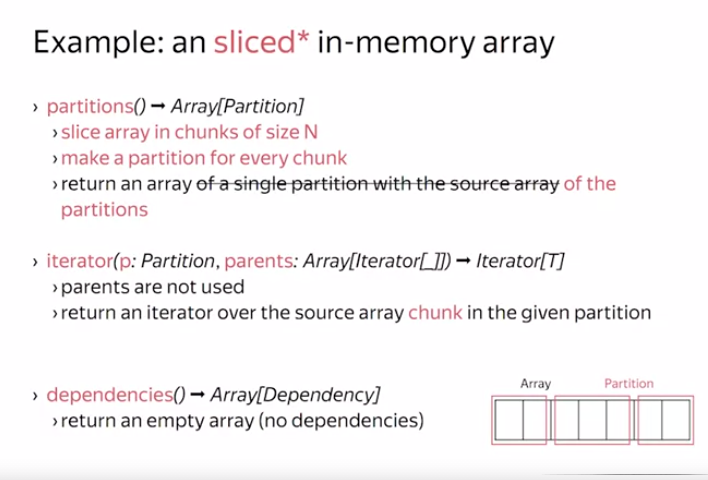 Example: an sliced* in-memory array
› partitions() ➞ Array[Partition]
› slice array in chunks of size N
› make a partition for every chunk
› return an array of a single partition with the source array of the
partitions
› iterator(p: Partition, parents: Array[Iterator[_]]) ➞ Iterator[T]
› parents are not used
› return an iterator over the source array chunk in the given partition
› dependencies() ➞ Array[Dependency]
› return an empty array (no dependencies)
Array Partition